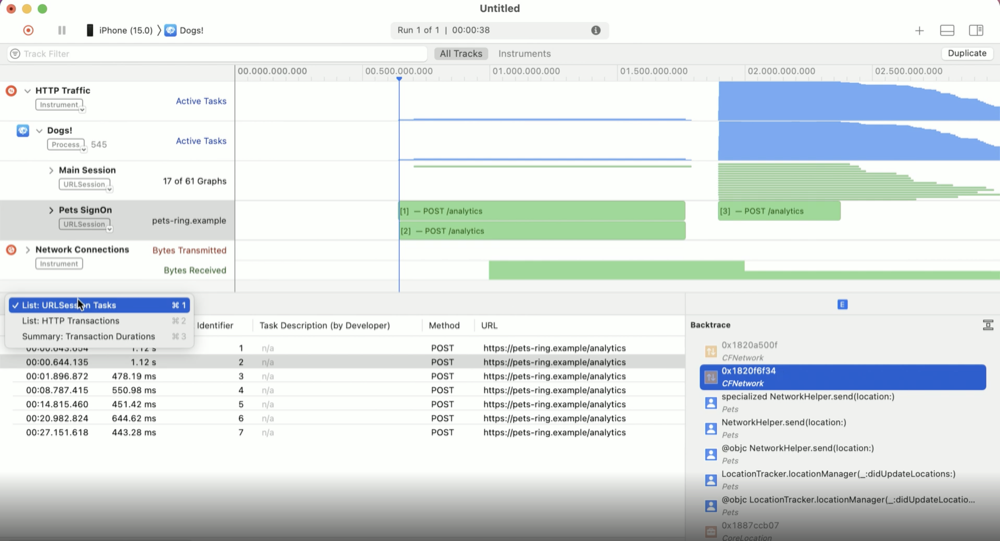 Untitled
iPhone (15.0) 〉 Dogs!
Run 1 of 1 | 00:00:38
Track Filter
All Tracks Instruments
Duplicate
00.000.000.000 00.500.000.000 01.000.000.000 01.500.000.000 02.000.000.000 02.500.000.000
HTTP Traffic
Instrument
Active Tasks
Dogs!
Process 545
Active Tasks
Main Session
URLSession
17 of 61 Graphs
Pets SignOn
URLSession
pets-ring.example
[1] — POST /analytics
[2] — POST /analytics
[3] — POST /analytics
Network Connections
Instrument
Bytes Transmitted
Bytes Received
✓ List: URLSession Tasks ⌘1
List: HTTP Transactions ⌘2
Summary: Transaction Durations ⌘3
Identifier Task Description (by Developer) Method URL
1 n/a POST https://pets-ring.example/analytics
00:00.644.135 1.12 s 2 n/a POST https://pets-ring.example/analytics
00:01.896.872 478.19 ms 3 n/a POST https://pets-ring.example/analytics
00:08.787.415 550.98 ms 4 n/a POST https://pets-ring.example/analytics
00:14.815.460 451.42 ms 5 n/a POST https://pets-ring.example/analytics
00:20.982.824 644.62 ms 6 n/a POST https://pets-ring.example/analytics
00:27.151.618 443.28 ms 7 n/a POST https://pets-ring.example/analytics
E
Backtrace
0x1820a500f
CFNetwork
0x1820f6f34
CFNetwork
specialized NetworkHelper.send(location:)
Pets
NetworkHelper.send(location:)
Pets
@objc NetworkHelper.send(location:)
Pets
LocationTracker.locationManager(_:didUpdateLocations:)
Pets
@objc LocationTracker.locationManager(_:didUpdateLocatio...
Pets
0x1887ccb07
CoreLocation